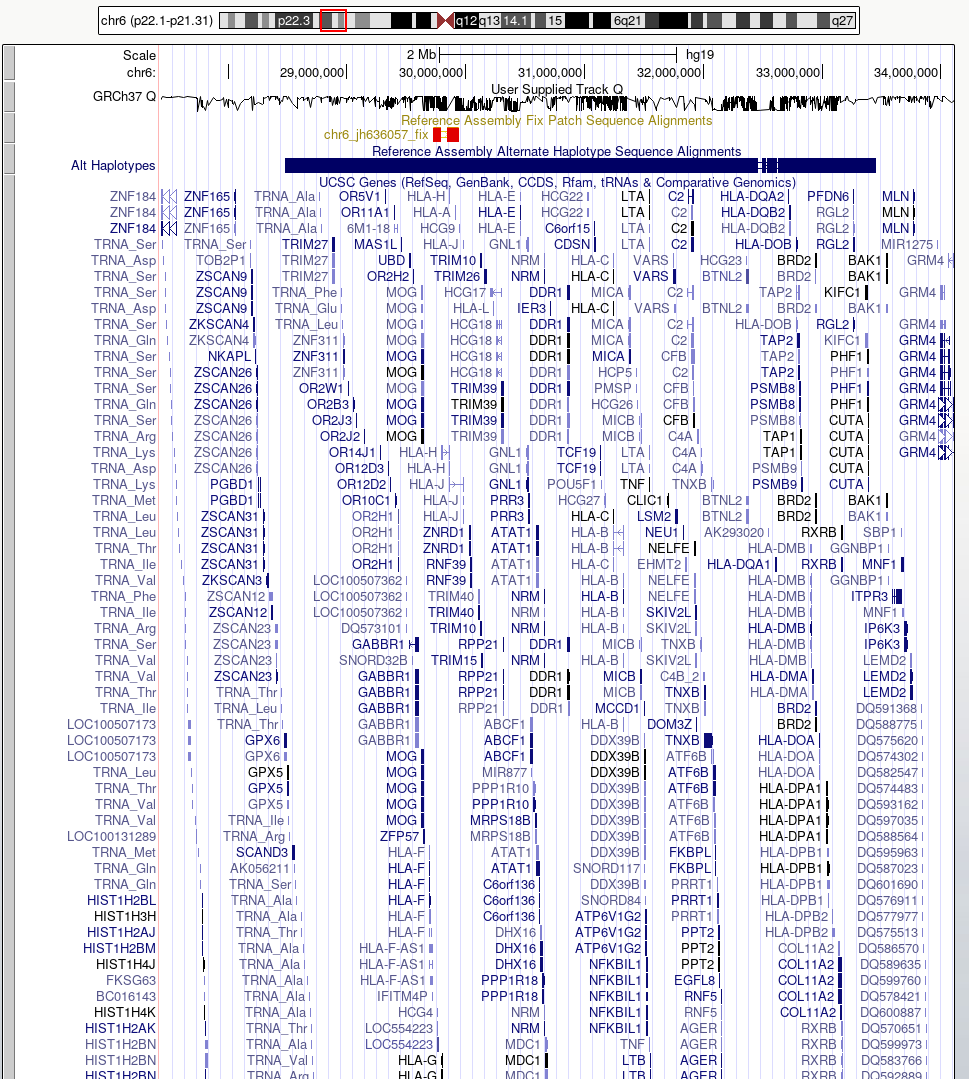 chr6 (p22.1-p21.31) p22.3 q12 q13 14.1 15 6q21 q27
Scale 2 Mb hg19
chr6: 29,000,000 30,000,000 31,000,000 32,000,000 33,000,000 34,000,000
User Supplied Track Q
GRCh37 Q
Reference Assembly Fix Patch Sequence Alignments
chr6_jh636057_fix
Reference Assembly Alternate Haplotype Sequence Alignments
Alt Haplotypes
UCSC Genes (RefSeq, GenBank, CCDS, Rfam, tRNAs & Comparative Genomics)
ZNF184 ZNF165 TRNA_Ala OR5V1 HLA-H HLA-E HCG22 LTA C2 HLA-DQA2 PFDN6 MLN
ZNF184 ZNF165 TRNA_Ala OR11A1 HLA-A HLA-E HCG22 LTA C2 HLA-DQB2 RGL2 MLN
ZNF184 ZNF165 TRNA_Ala 6M1-18 HCG9 HLA-E C6orf15 LTA C2 HLA-DQB2 RGL2 MLN
TRNA_Ser TRNA_Ser TRIM27 MAS1L HLA-J GNL1 CDSN LTA C2 HLA-DOB RGL2 MIR1275
TRNA_Asp TOB2P1 TRIM27 UBD TRIM10 NRM HLA-C VARS HCG23 BRD2 BAK1 GRM4
TRNA_Ser ZSCAN9 TRIM27 OR2H2 TRIM26 NRM HLA-C VARS BTNL2 BRD2 BAK1
TRNA_Ser ZSCAN9 TRNA_Phe MOG HCG17 DDR1 MICA C2 TAP2 KIFC1 GRM4
TRNA_Asp ZSCAN9 TRNA_Glu MOG HLA-L IER3 HLA-C VARS BTNL2 BRD2 BAK1
TRNA_Ser ZKSCAN4 TRNA_Leu MOG HCG18 DDR1 MICA C2 HLA-DOB RGL2 GRM4
TRNA_Gln ZKSCAN4 ZNF311 MOG HCG18 DDR1 MICA C2 TAP2 KIFC1 GRM4
TRNA_Ser NKAPL ZNF311 MOG HCG18 DDR1 MICA CFB TAP2 PHF1 GRM4
TRNA_Ser ZSCAN26 ZNF311 MOG HCG18 DDR1 HCP5 C2 TAP2 PHF1 GRM4
TRNA_Ser ZSCAN26 OR2W1 MOG TRIM39 DDR1 PMSP CFB PSMB8 PHF1 GRM4
TRNA_Gln ZSCAN26 OR2B3 MOG TRIM39 DDR1 HCG26 CFB PSMB8 PHF1 GRM4
TRNA_Ser ZSCAN26 OR2J3 MOG TRIM39 DDR1 MICB CFB PSMB8 CUTA GRM4
TRNA_Arg ZSCAN26 OR2J2 MOG TRIM39 DDR1 MICB C4A TAP1 CUTA GRM4
TRNA_Lys ZSCAN26 OR14J1 HLA-H GNL1 TCF19 LTA C4A TAP1 CUTA GRM4
TRNA_Asp ZSCAN26 OR12D3 HLA-H GNL1 TCF19 LTA C4A PSMB9 CUTA
TRNA_Lys PGBD1 OR12D2 HLA-J GNL1 POU5F1 TNF TNXB PSMB9 CUTA
TRNA_Met PGBD1 OR10C1 HLA-J PRR3 HCG27 CLIC1 BTNL2 BRD2 BAK1
TRNA_Leu ZSCAN31 OR2H1 HLA-J PRR3 HLA-C LSM2 BTNL2 BRD2 BAK1
TRNA_Leu ZSCAN31 OR2H1 ZNRD1 ATAT1 HLA-B NEU1 AK293020 RXRB SBP1
TRNA_Thr ZSCAN31 OR2H1 ZNRD1 ATAT1 HLA-B NELFE HLA-DMB GGNBP1
TRNA_Ile ZSCAN31 OR2H1 RNF39 ATAT1 HLA-C EHMT2 HLA-DQA1 RXRB MNF1
TRNA_Val ZKSCAN3 LOC100507362 RNF39 ATAT1 HLA-B NELFE HLA-DMB GGNBP1
TRNA_Phe ZSCAN12 LOC100507362 TRIM40 NRM HLA-B NELFE HLA-DMB ITPR3
TRNA_Ile ZSCAN12 LOC100507362 TRIM40 NRM HLA-B SKIV2L HLA-DMB MNF1
TRNA_Arg ZSCAN23 DQ573101 TRIM10 NRM HLA-B SKIV2L HLA-DMB IP6K3
TRNA_Ser ZSCAN23 GABBR1 RPP21 DDR1 MICB TNXB HLA-DMB IP6K3
TRNA_Val ZSCAN23 SNORD32B TRIM15 NRM HLA-B SKIV2L HLA-DMB LEMD2
TRNA_Val ZSCAN23 GABBR1 RPP21 DDR1 MICB C4B_2 HLA-DMA LEMD2
TRNA_Thr TRNA_Thr GABBR1 RPP21 DDR1 MICB TNXB HLA-DMA LEMD2
TRNA_Ile TRNA_Leu GABBR1 RPP21 DDR1 MCCD1 TNXB BRD2 DQ591368
LOC100507173 TRNA_Thr GABBR1 ABCF1 HLA-B DOM3Z BRD2 DQ588775
LOC100507173 GPX6 GABBR1 ABCF1 DDX39B TNXB HLA-DOA DQ575620
LOC100507173 GPX6 MOG ABCF1 DDX39B ATF6B HLA-DOA DQ574302
TRNA_Leu GPX5 MOG MIR877 DDX39B ATF6B HLA-DOA DQ582547
TRNA_Thr GPX5 MOG PPP1R10 DDX39B ATF6B HLA-DPA1 DQ574483
TRNA_Val GPX5 MOG PPP1R10 DDX39B ATF6B HLA-DPA1 DQ593162
TRNA_Val TRNA_Ile MOG MRPS18B DDX39B ATF6B HLA-DPA1 DQ597035
LOC100131289 TRNA_Arg ZFP57 MRPS18B DDX39B ATF6B HLA-DPA1 DQ588564
TRNA_Met SCAND3 HLA-F ATAT1 DDX39B FKBPL HLA-DPB1 DQ595963
TRNA_Gln AK056211 HLA-F ATAT1 SNORD117 FKBPL HLA-DPB1 DQ587023
TRNA_Gln TRNA_Ser HLA-F C6orf136 DDX39B PRRT1 HLA-DPB1 DQ601690
HIST1H2BL TRNA_Ala HLA-F C6orf136 SNORD84 PRRT1 HLA-DPB1 DQ576911
HIST1H3H TRNA_Ala HLA-F C6orf136 ATP6V1G2 PRRT1 HLA-DPB2 DQ577977
HIST1H2AJ TRNA_Thr HLA-F DHX16 ATP6V1G2 PPT2 HLA-DPB2 DQ575513
HIST1H2BM TRNA_Ala HLA-F-AS1 DHX16 ATP6V1G2 PPT2 COL11A2 DQ586570
HIST1H4J TRNA_Ala HLA-F-AS1 DHX16 NFKBIL1 PPT2 COL11A2 DQ589635
FKSG63 TRNA_Ala HLA-F-AS1 PPP1R18 NFKBIL1 EGFL8 COL11A2 DQ599760
BC016143 TRNA_Ala IFITM4P PPP1R18 NFKBIL1 RNF5 COL11A2 DQ578421
HIST1H4K TRNA_Ala HCG4 NRM NFKBIL1 RNF5 COL11A2 DQ600887
HIST1H2AK TRNA_Thr LOC554223 NRM NFKBIL1 AGER RXRB DQ570651
HIST1H2BN TRNA_Ala LOC554223 MDC1 TNF AGER RXRB DQ599973
HIST1H2BN TRNA_Val HLA-G MDC1 LTB AGER RXRB DQ583766
HIST1H2BN TRNA_Arg HLA-G MDC1 LTB AGER RXRB DQ592889